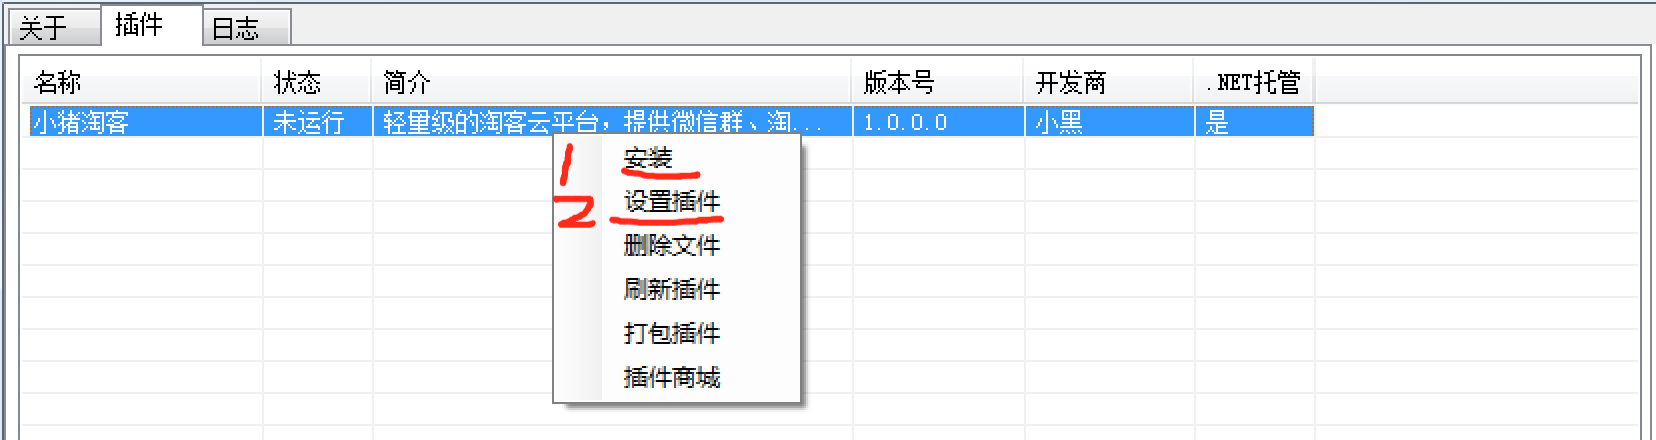 关于 插件 日志
名称 状态 简介 版本号 开发商 .NET托管
小猪淘客 未运行 轻量级的淘客云平台，提供微信群、淘... 1.0.0.0 小黑 是
1 安装
2 设置插件
删除文件
刷新插件
打包插件
插件商城